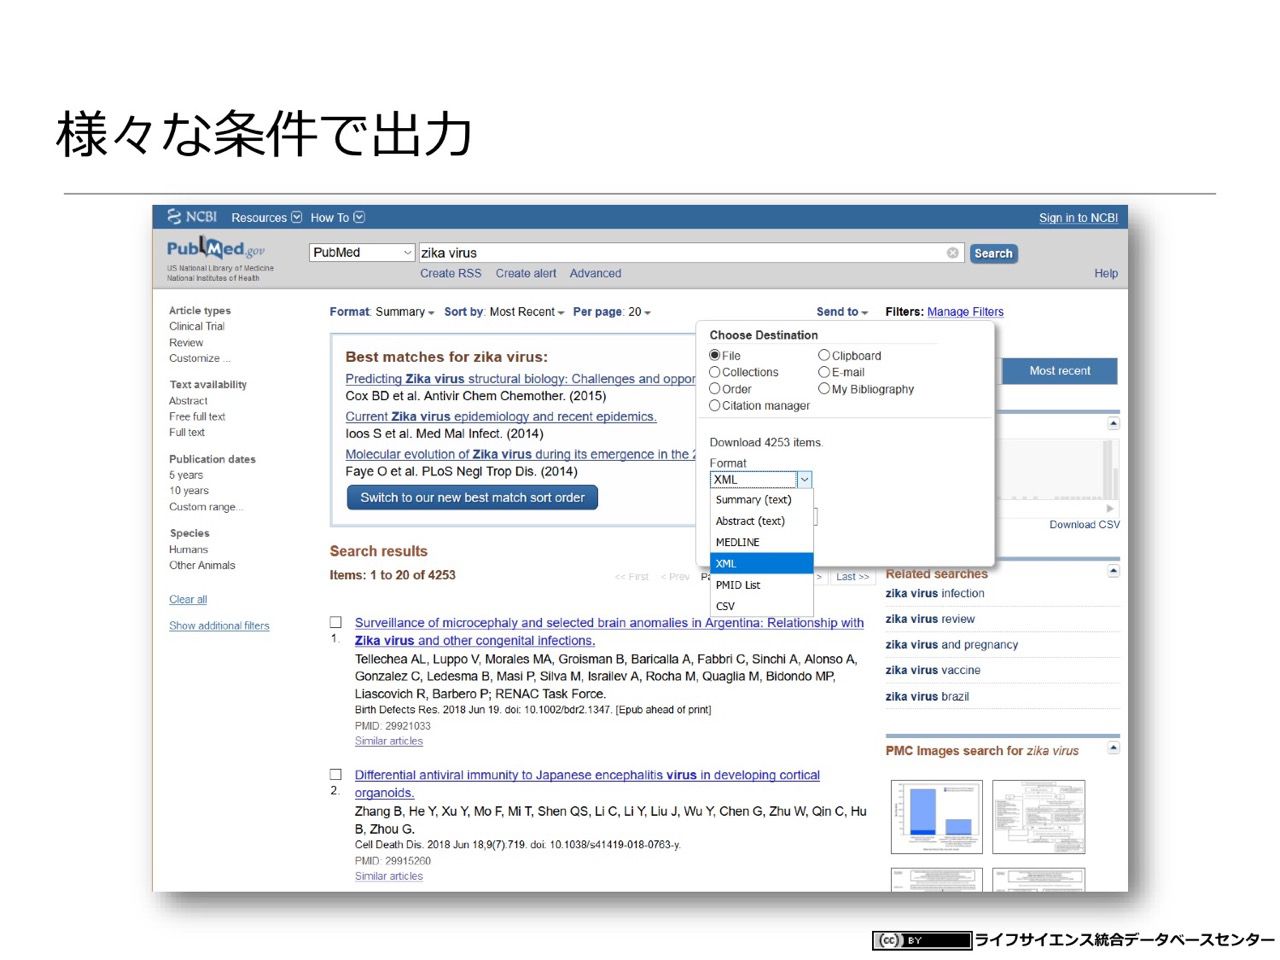 様々な条件で出力
NCBI Resources How To Sign in to NCBI
PubMed.gov
US National Library of Medicine
National Institutes of Health
PubMed zika virus Search
Create RSS Create alert Advanced Help
Article types
Clinical Trial
Review
Customize ...
Text availability
Abstract
Free full text
Full text
Publication dates
5 years
10 years
Custom range...
Species
Humans
Other Animals
Clear all
Show additional filters
Format: Summary Sort by: Most Recent Per page: 20 Send to Filters: Manage Filters
Best matches for zika virus:
Predicting Zika virus structural biology: Challenges and oppor
Cox BD et al. Antivir Chem Chemother. (2015)
Current Zika virus epidemiology and recent epidemics.
Ioos S et al. Med Mal Infect. (2014)
Molecular evolution of Zika virus during its emergence in the 2
Faye O et al. PLoS Negl Trop Dis. (2014)
Switch to our new best match sort order
Choose Destination
File Clipboard
Collections E-mail
Order My Bibliography
Citation manager
Download 4253 items.
Format
XML
Summary (text)
Abstract (text)
MEDLINE
XML
PMID List
CSV
Most recent
Download CSV
Search results
Items: 1 to 20 of 4253
<< First < Prev Pa > Last >>
1. Surveillance of microcephaly and selected brain anomalies in Argentina: Relationship with
Zika virus and other congenital infections.
Tellechea AL, Luppo V, Morales MA, Groisman B, Baricalla A, Fabbri C, Sinchi A, Alonso A,
Gonzalez C, Ledesma B, Masi P, Silva M, Israilev A, Rocha M, Quaglia M, Bidondo MP,
Liascovich R, Barbero P; RENAC Task Force.
Birth Defects Res. 2018 Jun 19. doi: 10.1002/bdr2.1347. [Epub ahead of print]
PMID: 29921033
Similar articles
2. Differential antiviral immunity to Japanese encephalitis virus in developing cortical
organoids.
Zhang B, He Y, Xu Y, Mo F, Mi T, Shen QS, Li C, Li Y, Liu J, Wu Y, Chen G, Zhu W, Qin C, Hu
B, Zhou G.
Cell Death Dis. 2018 Jun 18;9(7):719. doi: 10.1038/s41419-018-0763-y.
PMID: 29915260
Similar articles
Related searches
zika virus infection
zika virus review
zika virus and pregnancy
zika virus vaccine
zika virus brazil
PMC Images search for zika virus
cc BY ライフサイエンス統合データベースセンター